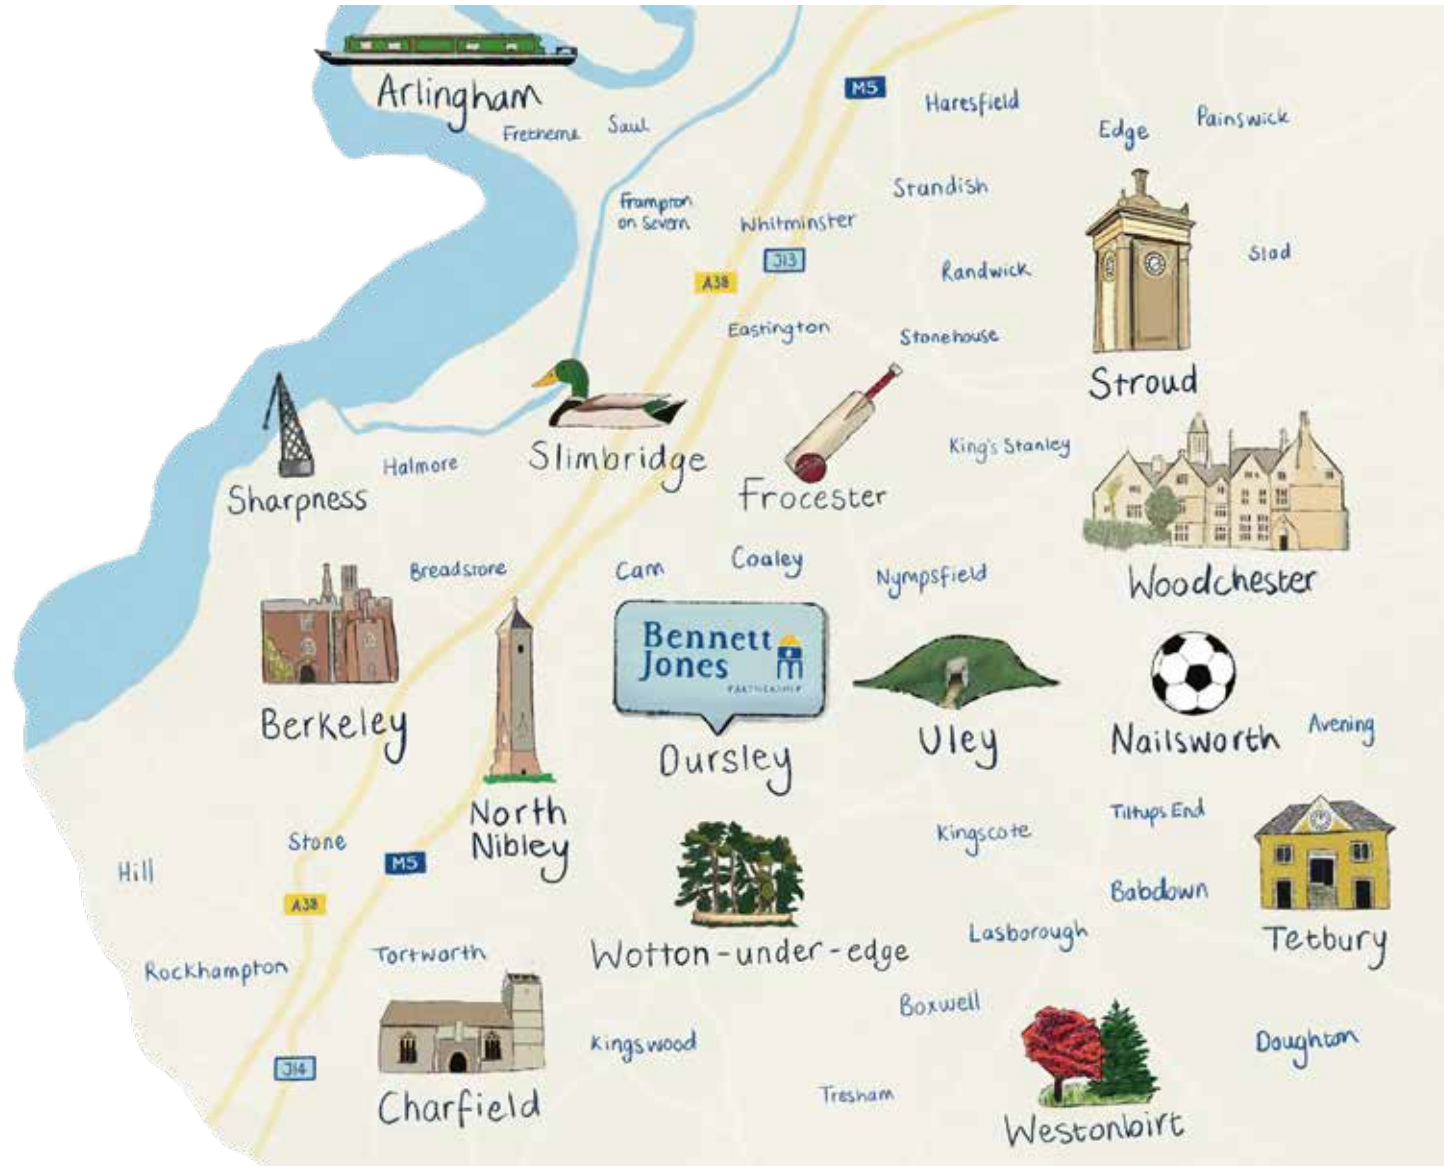 Arlingham
Fretherne
Saul
M5
Haresfield
Edge
Painswick
Standish
Frampton
on Severn
Whitminster
J13
A38
Randwick
Slad
Eastington
Stonehouse
Stroud
Slimbridge
Halmore
Sharpness
Frocester
King's Stanley
Woodchester
Breadstone
Cam
Coaley
Nympsfield
Bennett
Jones
PARTNERSHIP
Berkeley
Dursley
Uley
Nailsworth
Avening
North
Nibley
Stone
M5
Hill
A38
Kingscote
Tiltups End
Babdown
Tetbury
Wotton-under-edge
Lasborough
Rockhampton
Tortworth
Boxwell
Kingswood
Doughton
J14
Charfield
Tresham
Westonbirt